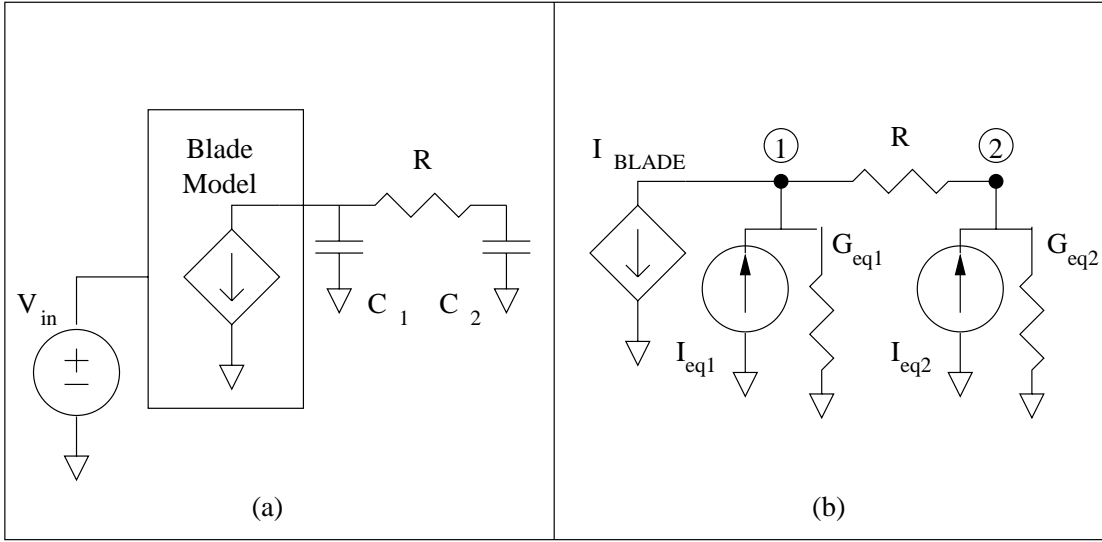 Blade
Model
R
V in
+
−
C 1
C 2
(a)
I BLADE
1
R
2
G eq1
G eq2
I eq1
I eq2
(b)